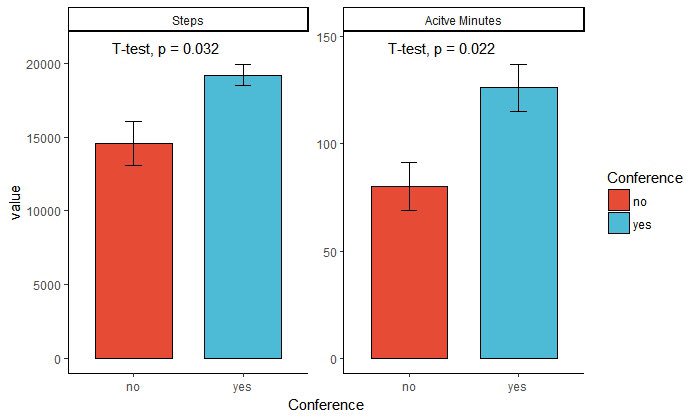 Steps
T-test, p = 0.032
20000
15000
10000
5000
0
value
no
yes
Acitve Minutes
T-test, p = 0.022
150
100
50
0
no
yes
Conference
Conference
no
yes